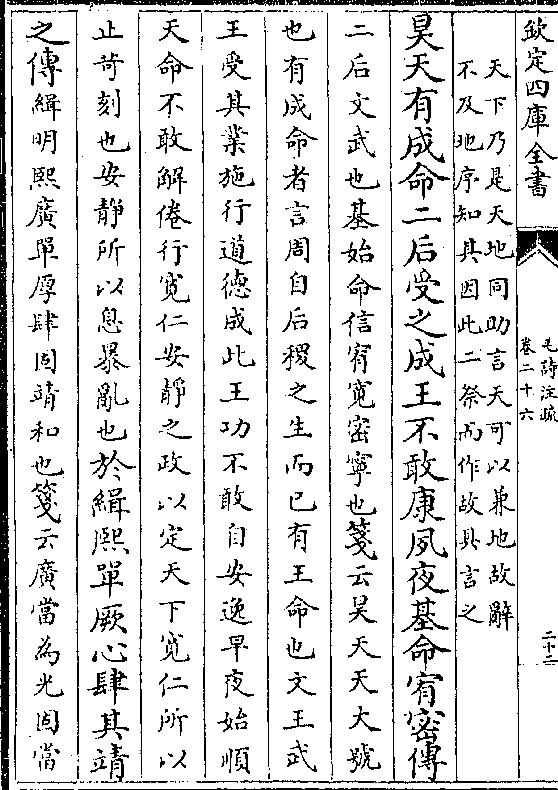 欽定四庫全書
毛詩注疏
卷二十六
二十二
天下乃是天地同助言天可以兼地故辭
不及地序知其因此二祭而作故具言之
昊天有成命二后受之成王不敢康夙夜基命宥密傳
二后文武也基始命信宥寬密寧也箋云昊天天大號
也有成命者言周自后稷之生而已有王命也文王武
王受其業施行道德成此王功不敢自安逸早夜始順
天命不敢解倦行寛仁安靜之政以定天下寛仁所以
止苛刻也安靜所以息暴亂也於緝熙單厥心肆其靖
之傳緝明熙廣單厚肆固靖和也箋云廣當為光固當